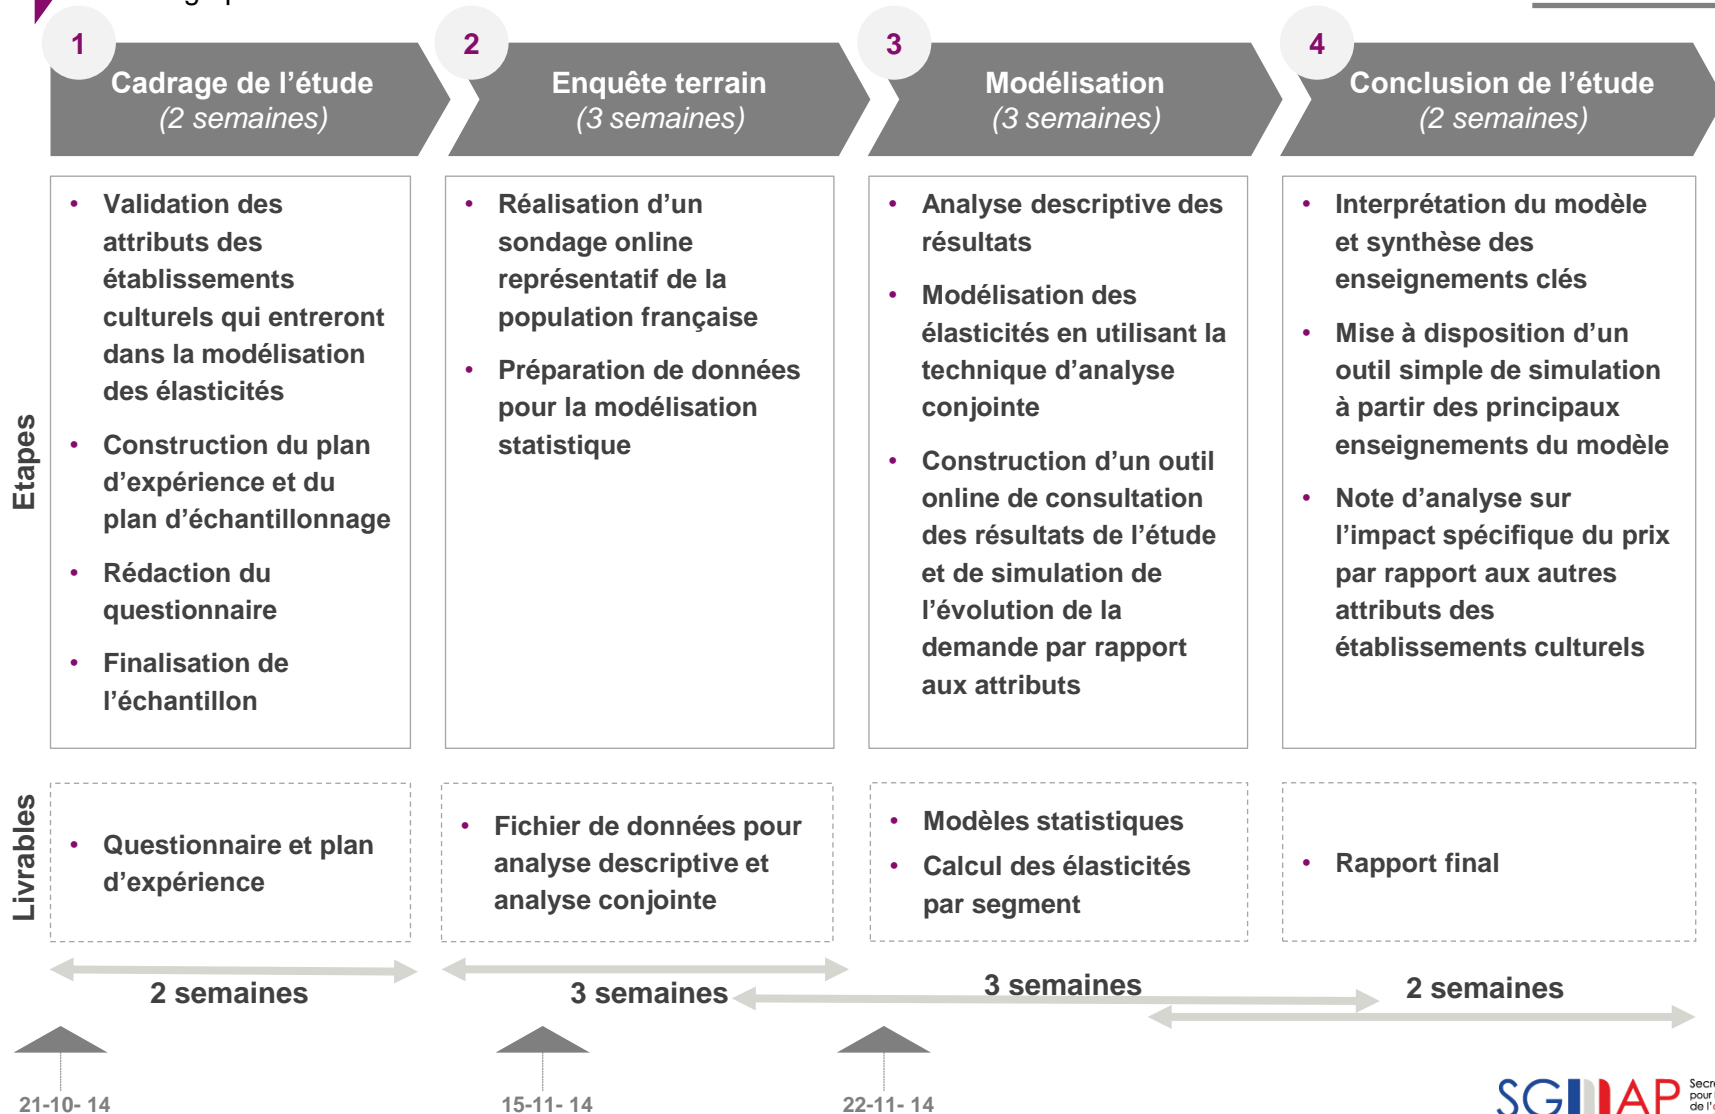 1
Cadrage de l’étude
(2 semaines)
2
Enquête terrain
(3 semaines)
3
Modélisation
(3 semaines)
4
Conclusion de l’étude
(2 semaines)
Etapes
• Validation des
attributs des
établissements
culturels qui entreront
dans la modélisation
des élasticités
• Construction du plan
d’expérience et du
plan d’échantillonnage
• Rédaction du
questionnaire
• Finalisation de
l’échantillon
• Réalisation d’un
sondage online
représentatif de la
population française
• Préparation de données
pour la modélisation
statistique
• Analyse descriptive des
résultats
• Modélisation des
élasticités en utilisant la
technique d’analyse
conjointe
• Construction d’un outil
online de consultation
des résultats de l’étude
et de simulation de
l’évolution de la
demande par rapport
aux attributs
• Interprétation du modèle
et synthèse des
enseignements clés
• Mise à disposition d’un
outil simple de simulation
à partir des principaux
enseignements du modèle
• Note d’analyse sur
l’impact spécifique du prix
par rapport aux autres
attributs des
établissements culturels
Livrables
• Questionnaire et plan
d’expérience
• Fichier de données pour
analyse descriptive et
analyse conjointe
• Modèles statistiques
• Calcul des élasticités
par segment
• Rapport final
2 semaines
3 semaines
3 semaines
2 semaines
21-10- 14
15-11- 14
22-11- 14
SGMAP